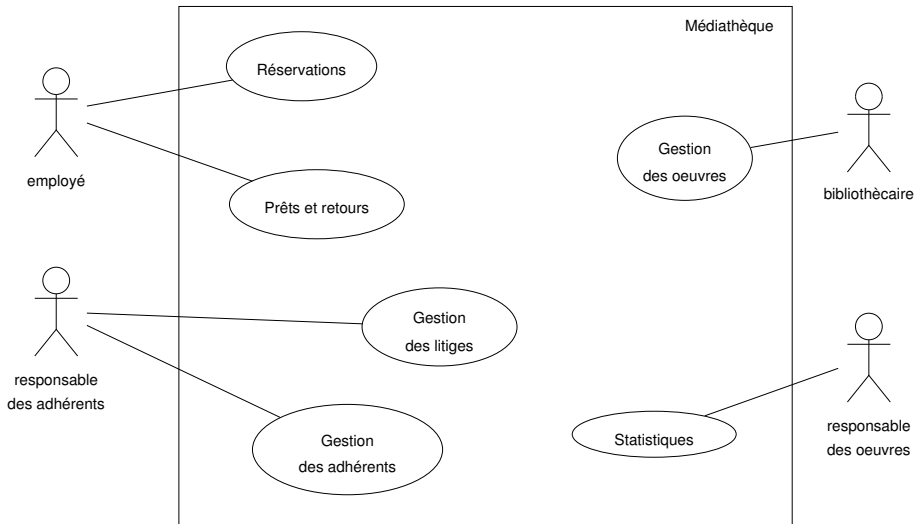 Médiathèque
Réservations
employé
Gestion
des oeuvres
bibliothècaire
Prêts et retours
Gestion
des litiges
responsable
des adhérents
Gestion
des adhérents
Statistiques
responsable
des oeuvres